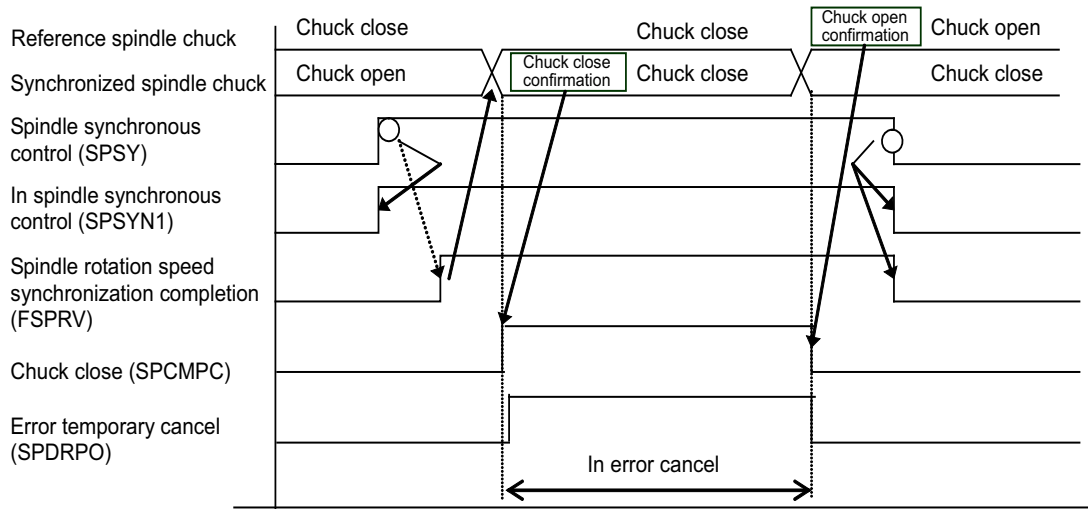 Reference spindle chuck
Chuck close
Chuck close
Chuck open confirmation
Chuck open
Synchronized spindle chuck
Chuck open
Chuck close confirmation
Chuck close
Chuck close
Spindle synchronous
control (SPSY)
In spindle synchronous
control (SPSYN1)
Spindle rotation speed
synchronization completion
(FSPRV)
Chuck close (SPCMPC)
Error temporary cancel
(SPDRPO)
In error cancel